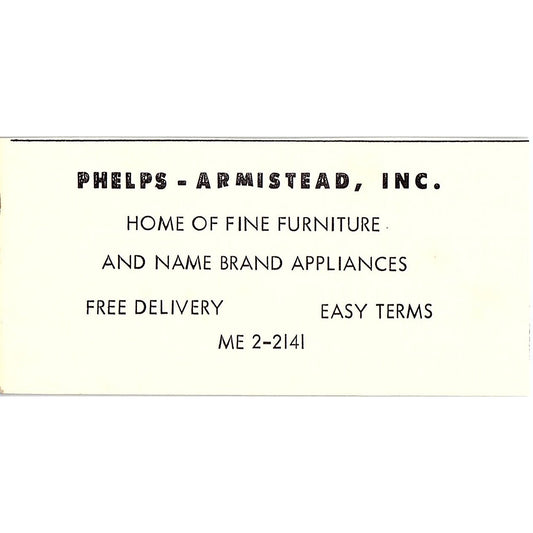 PHELPS - ARMISTEAD, INC.
HOME OF FINE FURNITURE
AND NAME BRAND APPLIANCES
FREE DELIVERY EASY TERMS
ME 2-2141